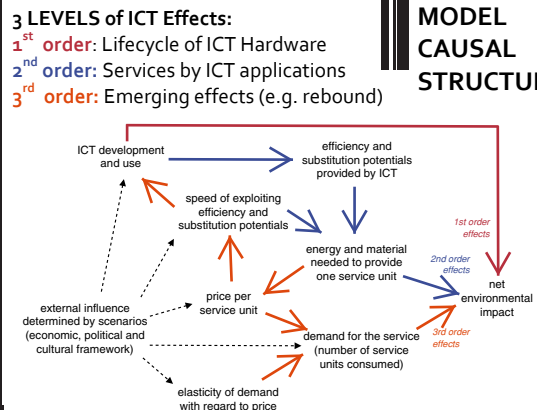 3 LEVELS of ICT Effects:
1st order: Lifecycle of ICT Hardware
2nd order: Services by ICT applications
3rd order: Emerging effects (e.g. rebound)
MODEL
CAUSAL
STRUCTU
ICT development
and use
efficiency and
substitution potentials
provided by ICT
speed of exploiting
efficiency and
substitution potentials
1st order
effects
energy and material
needed to provide
one service unit
2nd order
effects
net
environmental
impact
price per
service unit
external influence
determined by scenarios
(economic, political and
cultural framework)
demand for the service
(number of service
units consumed)
3rd order
effects
elasticity of demand
with regard to price